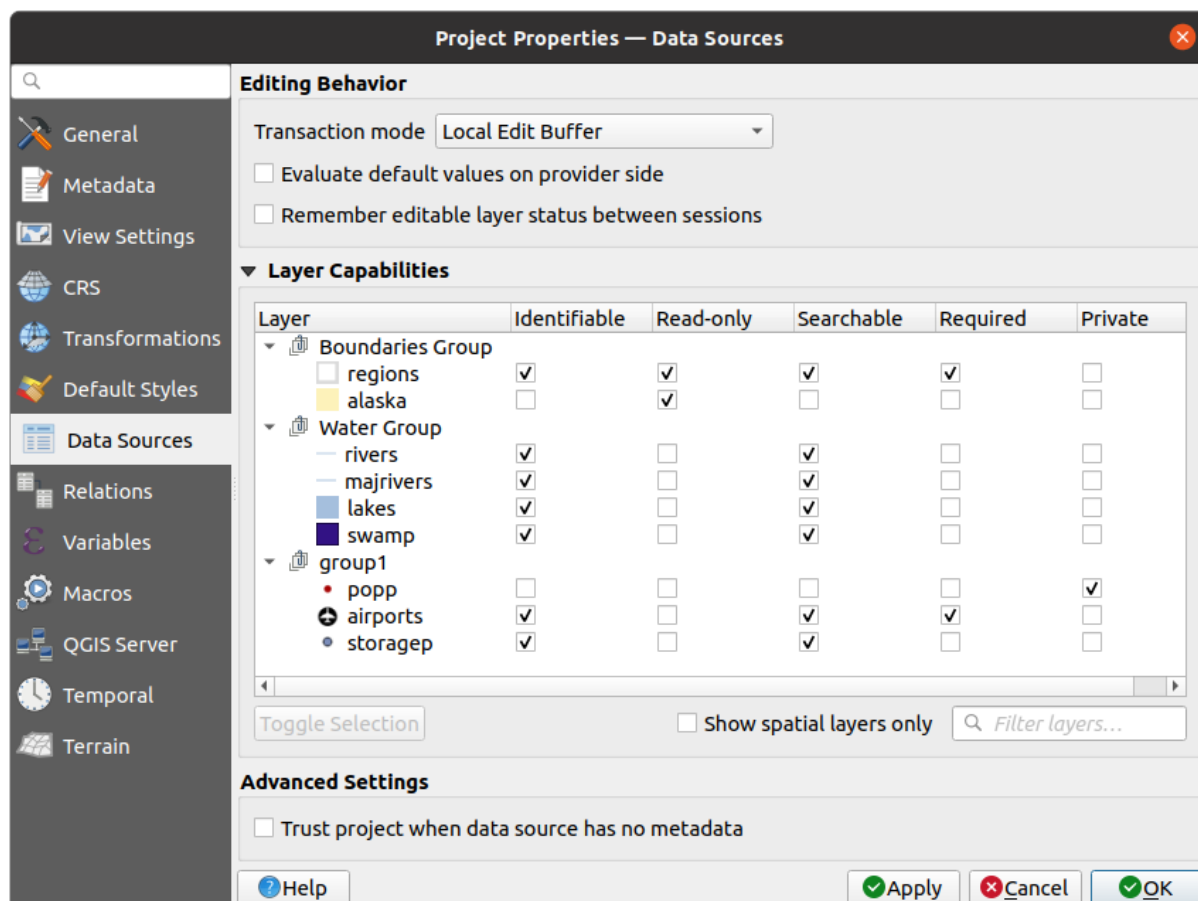 Project Properties — Data Sources
General
Metadata
View Settings
CRS
Transformations
Default Styles
Data Sources
Relations
Variables
Macros
QGIS Server
Temporal
Terrain
Editing Behavior
Transaction mode Local Edit Buffer
Evaluate default values on provider side
Remember editable layer status between sessions
Layer Capabilities
Layer Identifiable Read-only Searchable Required Private
Boundaries Group
regions
alaska
Water Group
rivers
majrivers
lakes
swamp
group1
popp
airports
storagep
Toggle Selection Show spatial layers only Filter layers...
Advanced Settings
Trust project when data source has no metadata
Help Apply Cancel OK